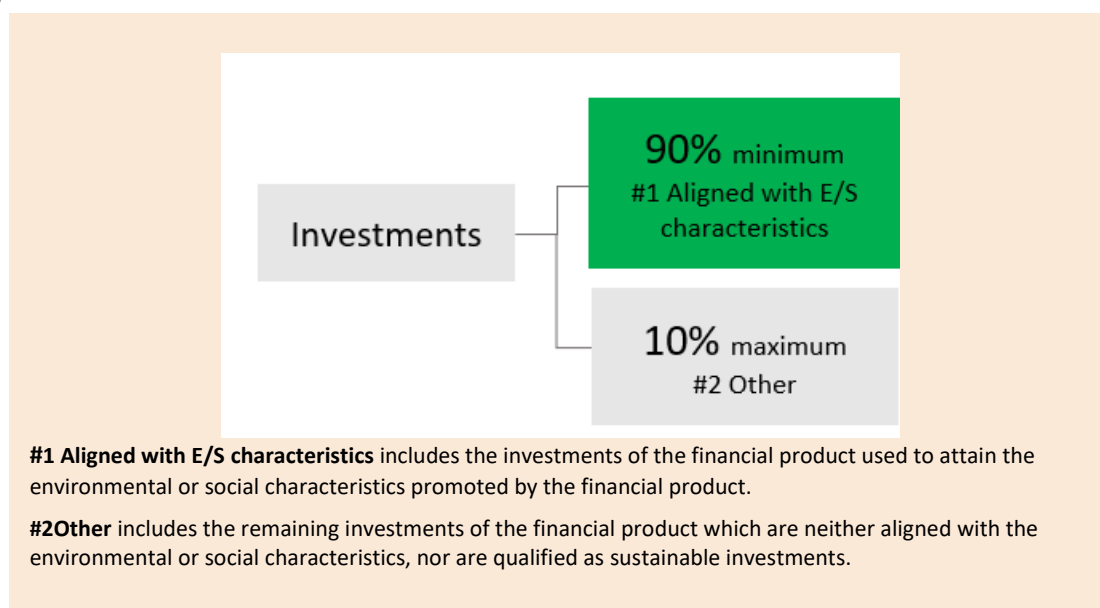 90% minimum
#1 Aligned with E/S
characteristics
Investments
10% maximum
#2 Other
#1 Aligned with E/S characteristics includes the investments of the financial product used to attain the
environmental or social characteristics promoted by the financial product.
#2Other includes the remaining investments of the financial product which are neither aligned with the
environmental or social characteristics, nor are qualified as sustainable investments.